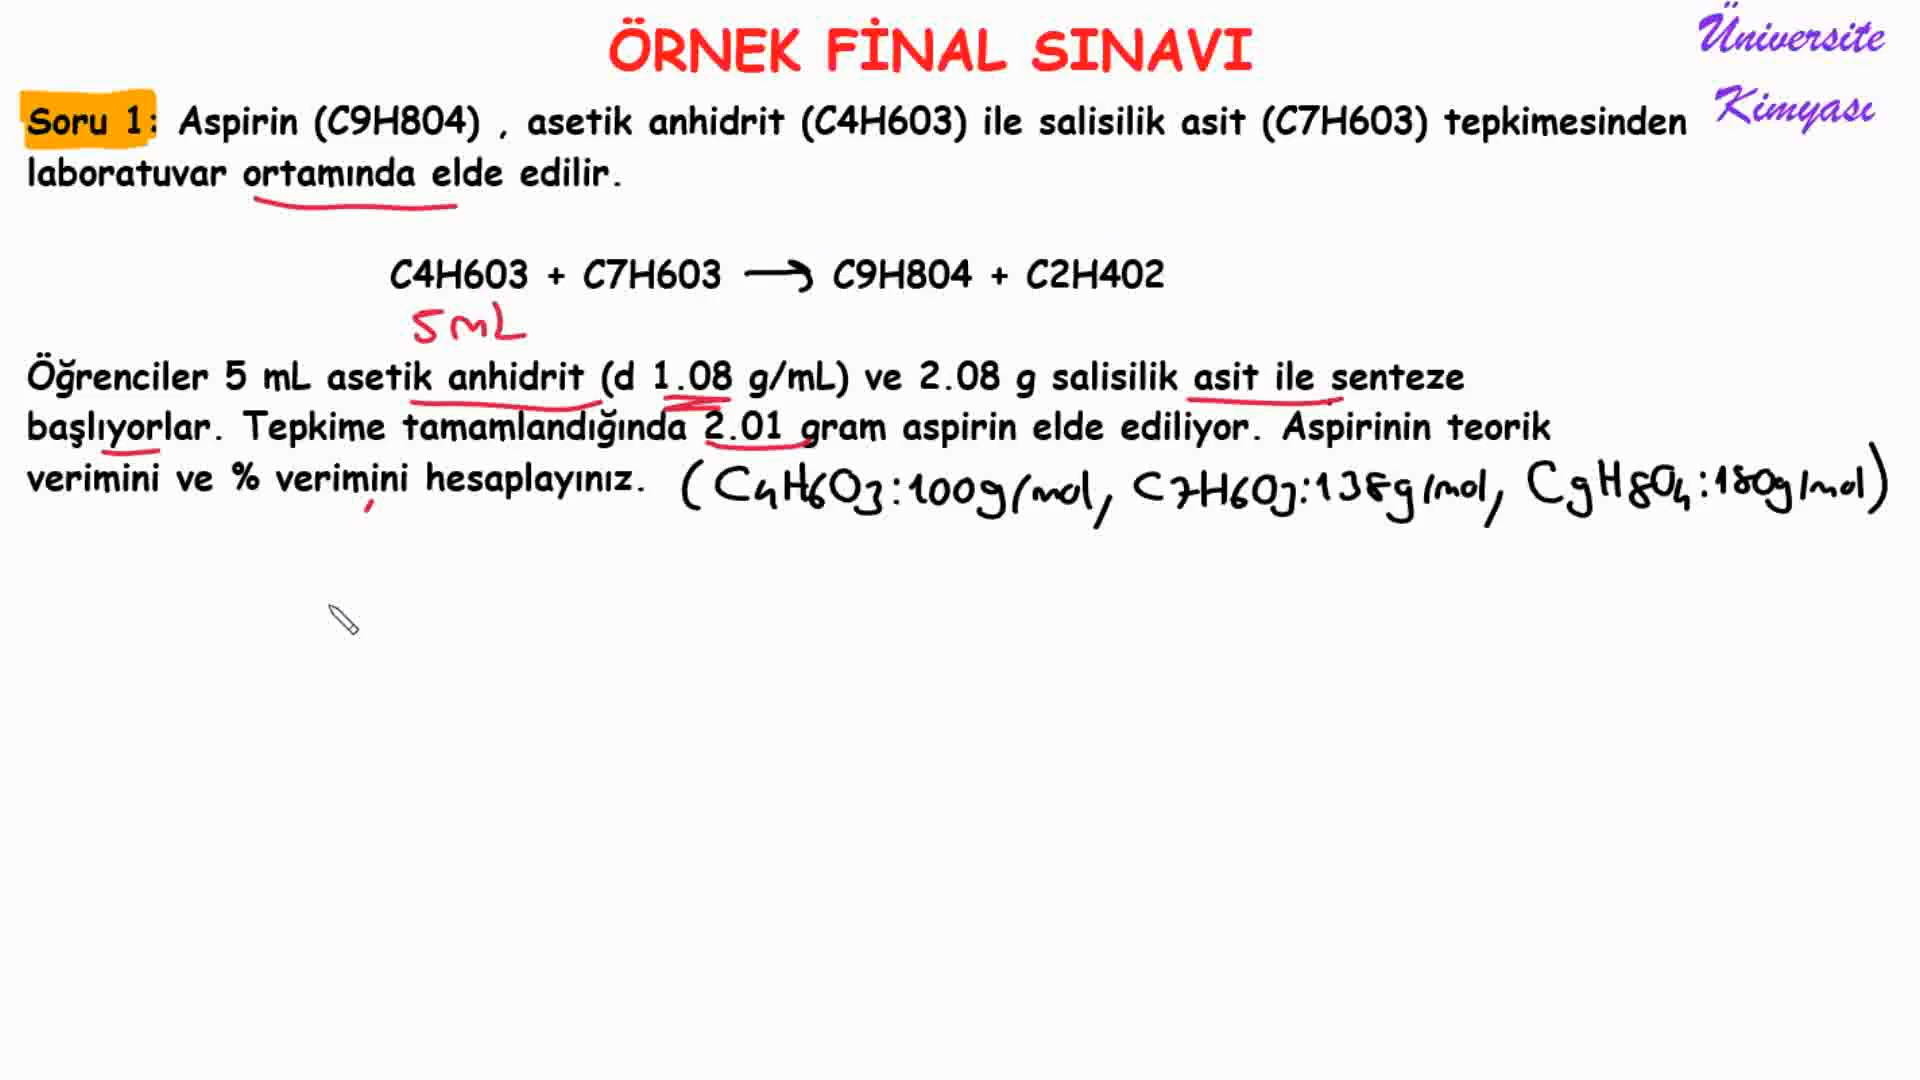 ÖRNEK FİNAL SINAVI
Üniversite
Kimyası
Soru 1: Aspirin (C9H8O4) , asetik anhidrit (C4H6O3) ile salisilik asit (C7H6O3) tepkimesinden
laboratuvar ortamında elde edilir.
C4H6O3 + C7H6O3 → C9H8O4 + C2H4O2
5 mL
Öğrenciler 5 mL asetik anhidrit (d 1.08 g/mL) ve 2.08 g salisilik asit ile senteze
başlıyorlar. Tepkime tamamlandığında 2.01 gram aspirin elde ediliyor. Aspirinin teorik
verimini ve % verimini hesaplayınız. (C4H6O3:100g/mol, C7H6O3:138g/mol, C9H8O4:180g/mol)